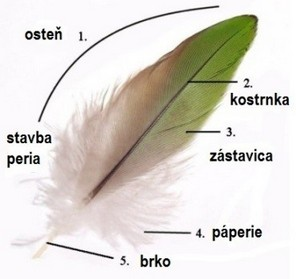 osteň 1.
2.
kostrnka
3.
zástavica
stavba
peria
4. páperie
5. brko